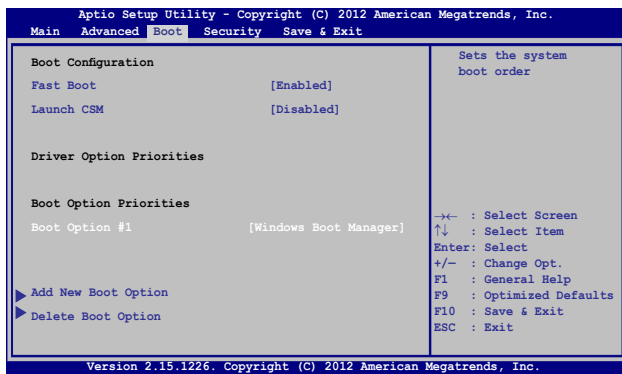 Aptio Setup Utility - Copyright (C) 2012 American Megatrends, Inc.
Main Advanced Boot Security Save & Exit
Boot Configuration
Fast Boot [Enabled]
Launch CSM [Disabled]
Driver Option Priorities
Boot Option Priorities
Boot Option #1 [Windows Boot Manager]
Add New Boot Option
Delete Boot Option
Sets the system
boot order
→← : Select Screen
↑↓ : Select Item
Enter: Select
+/— : Change Opt.
F1 : General Help
F9 : Optimized Defaults
F10 : Save & Exit
ESC : Exit
Version 2.15.1226. Copyright (C) 2012 American Megatrends, Inc.